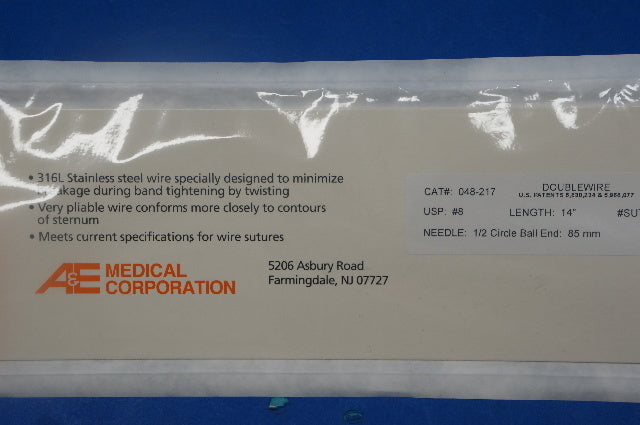 • 316L Stainless steel wire specially designed to minimize
breakage during band tightening by twisting
• Very pliable wire conforms more closely to contours
of sternum
• Meets current specifications for wire sutures
A&E MEDICAL
CORPORATION
5206 Asbury Road
Farmingdale, NJ 07727
CAT#: 048-217 DOUBLEWIRE
U.S. PATENTS &
USP: #8 LENGTH: 14" #SUT
NEEDLE: 1/2 Circle Ball End: 85 mm